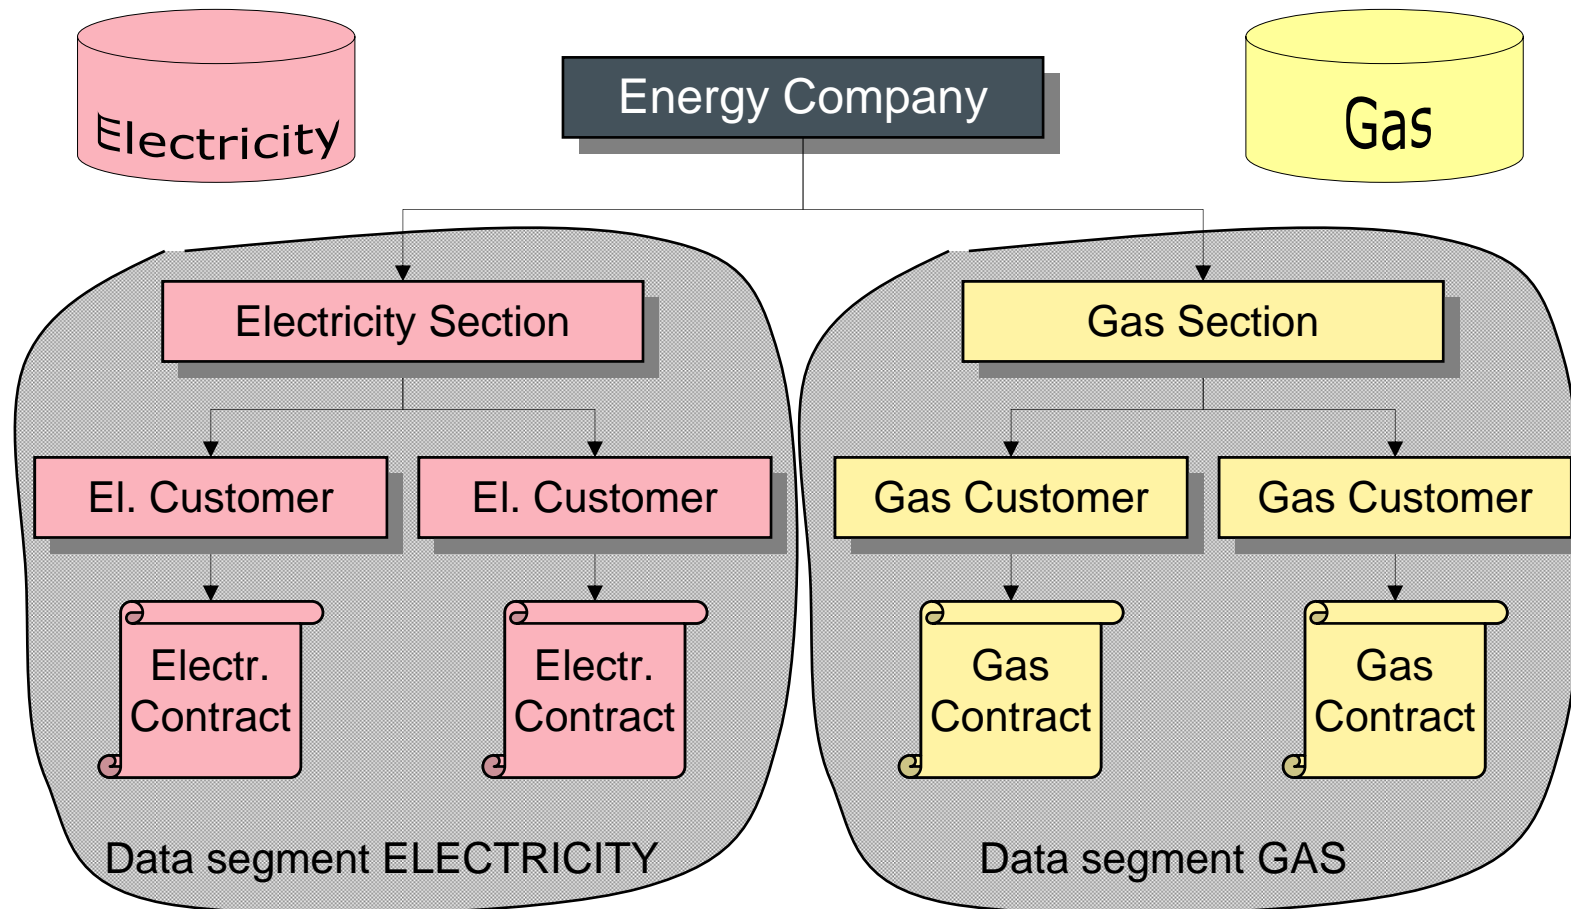 Electricity
Energy Company
Gas
Electricity Section
Gas Section
El. Customer
El. Customer
Gas Customer
Gas Customer
Electr.
Contract
Electr.
Contract
Gas
Contract
Gas
Contract
Data segment ELECTRICITY
Data segment GAS